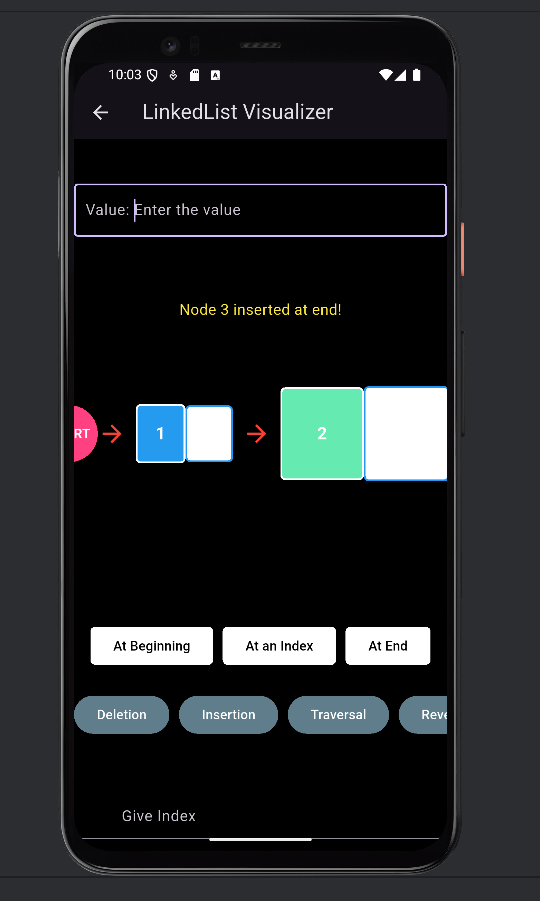 10:03
LinkedList Visualizer
Value: Enter the value
Node 3 inserted at end!
RT 1 2
At Beginning At an Index At End
Deletion Insertion Traversal Reve
Give Index